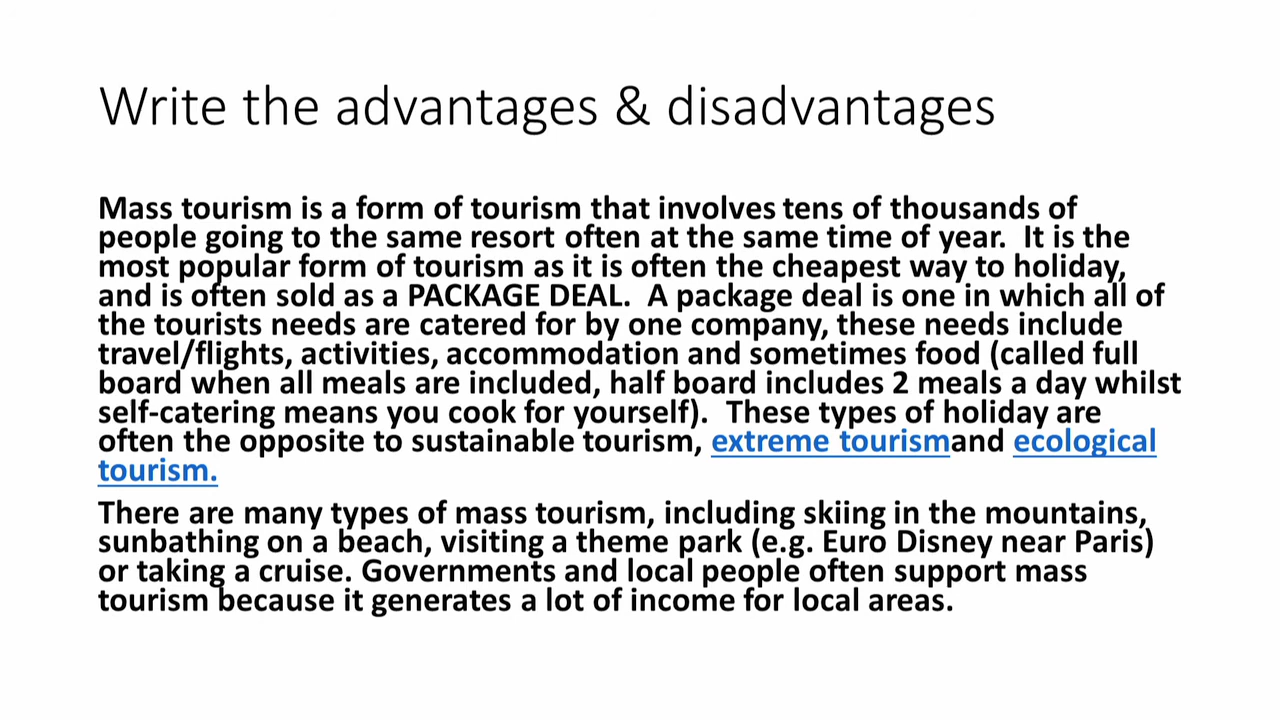 Write the advantages & disadvantages
Mass tourism is a form of tourism that involves tens of thousands of
people going to the same resort often at the same time of year.  It is the
most popular form of tourism as it is often the cheapest way to holiday,
and is often sold as a PACKAGE DEAL.  A package deal is one in which all of
the tourists needs are catered for by one company, these needs include
travel/flights, activities, accommodation and sometimes food (called full
board when all meals are included, half board includes 2 meals a day whilst
self-catering means you cook for yourself).  These types of holiday are
often the opposite to sustainable tourism, extreme tourismand ecological
tourism.
There are many types of mass tourism, including skiing in the mountains,
sunbathing on a beach, visiting a theme park (e.g. Euro Disney near Paris)
or taking a cruise. Governments and local people often support mass
tourism because it generates a lot of income for local areas.